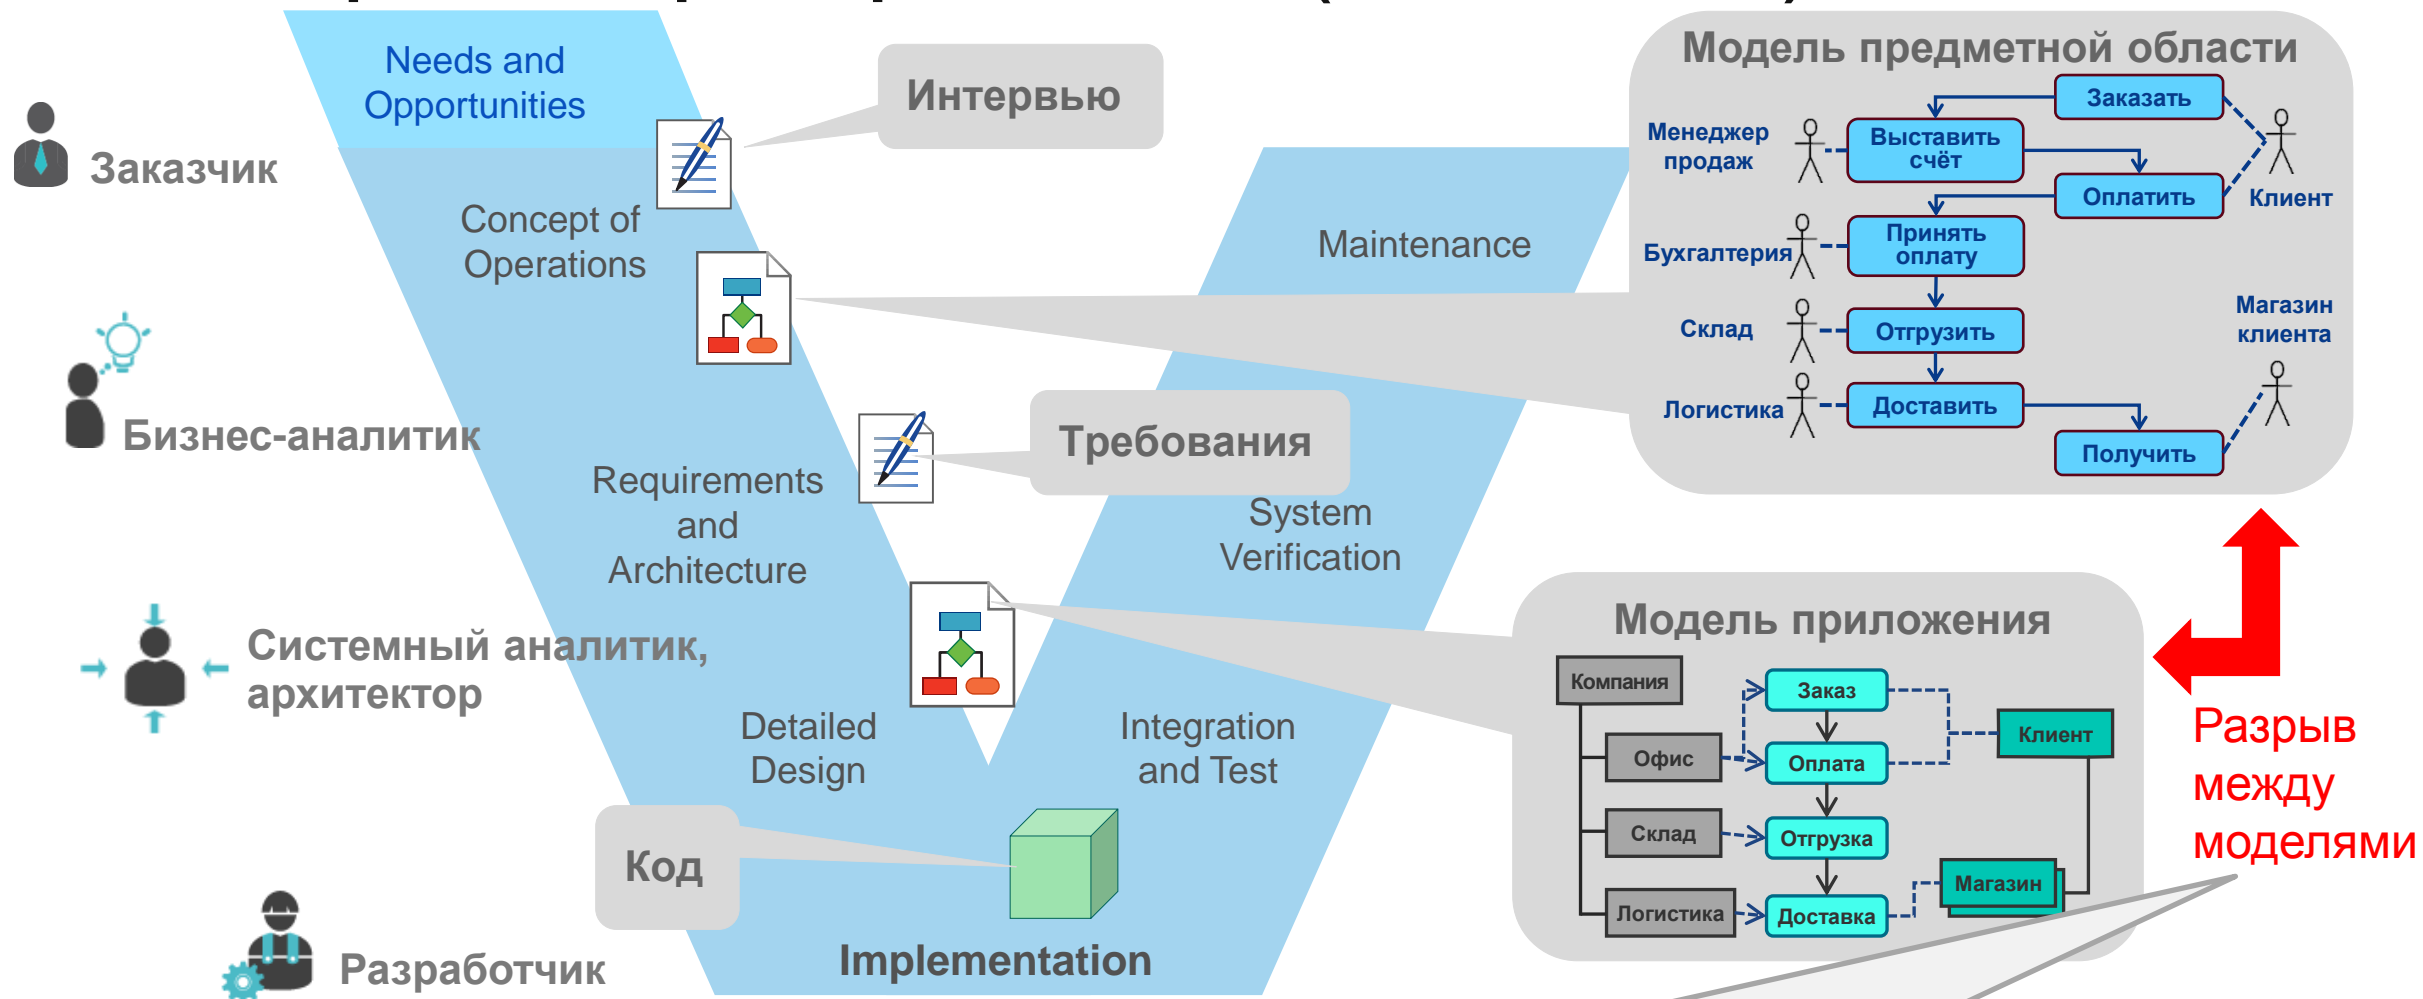 Needs and
Opportunities
Интервью
Заказчик
Concept of
Operations
Maintenance
Бизнес-аналитик
Требования
Requirements
and
Architecture
System
Verification
Системный аналитик,
архитектор
Detailed
Design
Integration
and Test
Код
Implementation
Разработчик
Модель предметной области
Заказать
Менеджер
продаж
Выставить
счёт
Оплатить
Клиент
Бухгалтерия
Принять
оплату
Склад
Отгрузить
Магазин
клиента
Логистика
Доставить
Получить
Модель приложения
Компания
Заказ
Клиент
Офис
Оплата
Склад
Отгрузка
Магазин
Логистика
Доставка
Разрыв
между
моделями